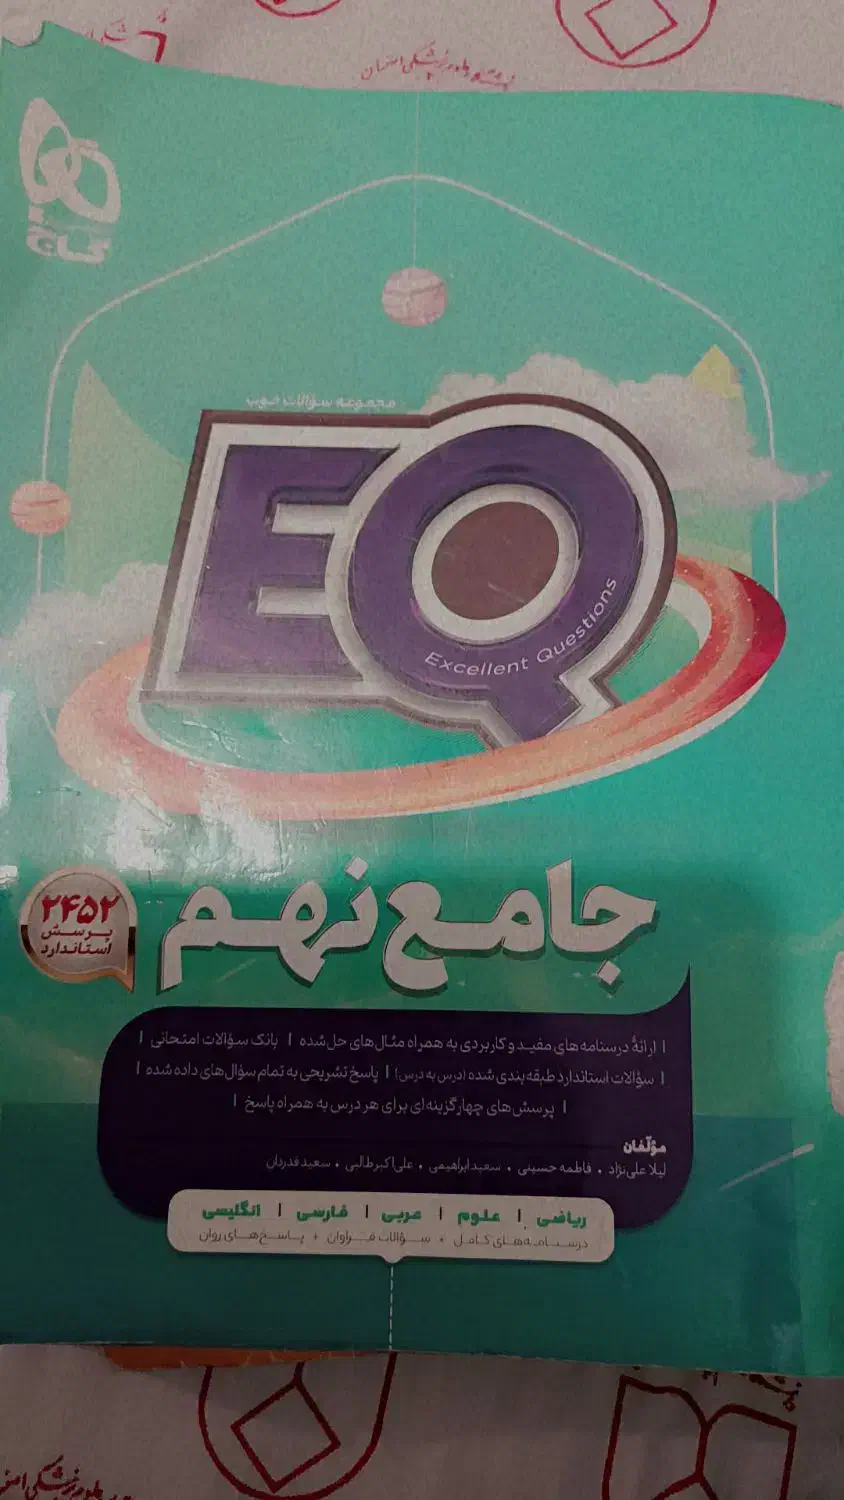 گاج
مجموعه سؤالات خوب
EQ
Excellent Questions
جامع نهم
۲۴۵۲
پرسش
استاندارد
| ارائهٔ درسنامه‌های مفید و کاربردی به همراه مثال‌های حل شده | بانک سؤالات امتحانی |
| سؤالات استاندارد طبقه‌بندی شده (درس به درس) | پاسخ تشریحی به تمام سؤال‌های داده شده |
| پرسش‌های چهارگزینه‌ای برای هر درس به همراه پاسخ |
مؤلفان
لیلا علی‌نژاد • فاطمه حسینی • سعید ابراهیمی • علی‌اکبر طالبی • سعید قدردان
ریاضی | علوم | عربی | فارسی | انگلیسی
درسنامه‌های کامل + سؤالات فراوان + پاسخ‌های روان